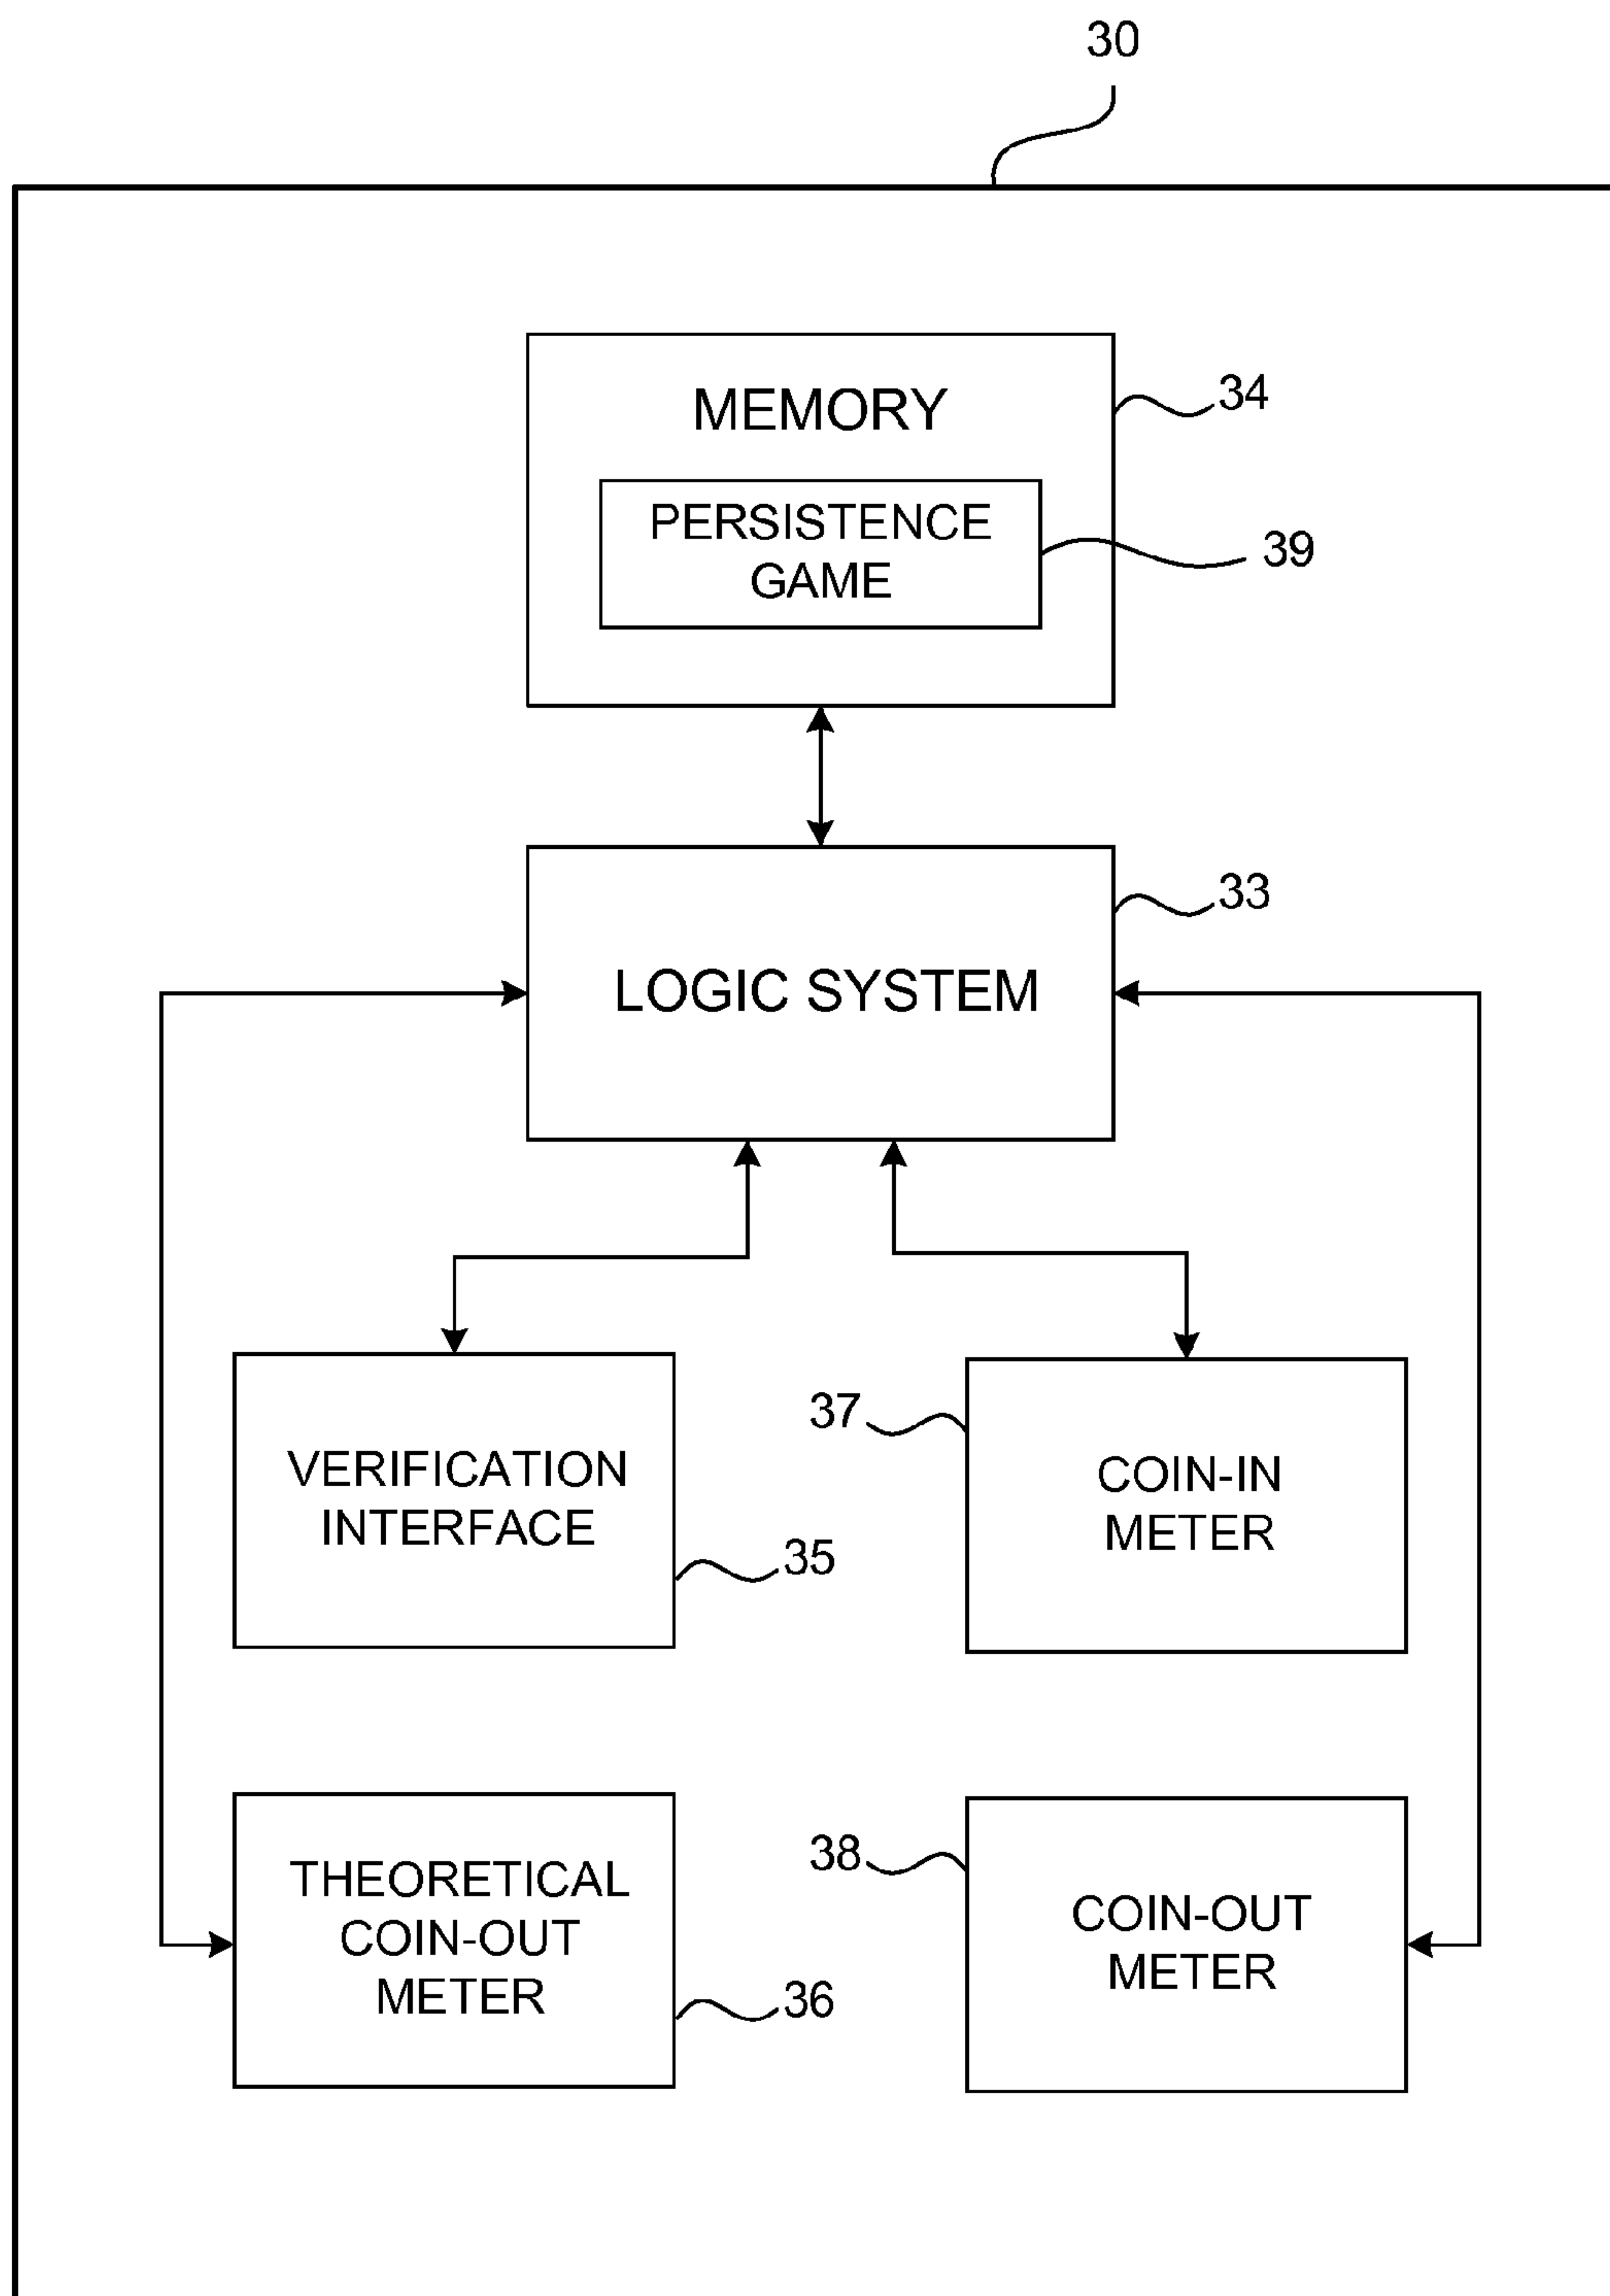 30
MEMORY
34
PERSISTENCE
GAME
39
33
LOGIC SYSTEM
37
VERIFICATION
INTERFACE
COIN-IN
METER
35
38
THEORETICAL
COIN-OUT
METER
COIN-OUT
METER
36